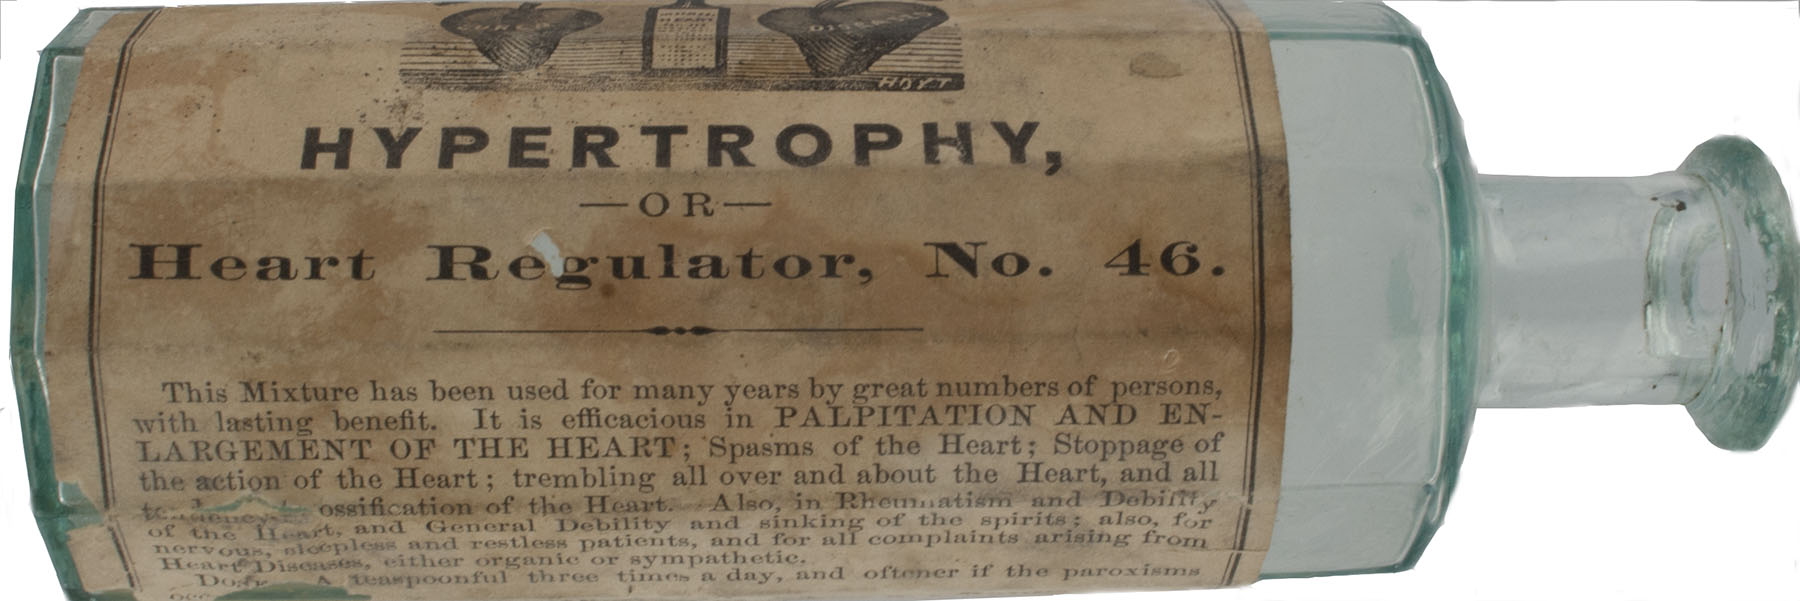 HEART
HOYT
HYPERTROPHY,
—OR—
Heart Regulator, No. 46.
This Mixture has been used for many years by great numbers of persons,
with lasting benefit. It is efficacious in PALPITATION AND EN-
LARGEMENT OF THE HEART; Spasms of the Heart; Stoppage of
the action of the Heart; trembling all over and about the Heart, and all
ossification of the Heart. Also, in Rheumatism and Debility
of the Heart, and General Debility and sinking of the spirits; also, for
nervous, sleepless and restless patients, and for all complaints arising from
Heart Diseases, either organic or sympathetic.
A teaspoonful three times a day, and oftener if the paroxisms